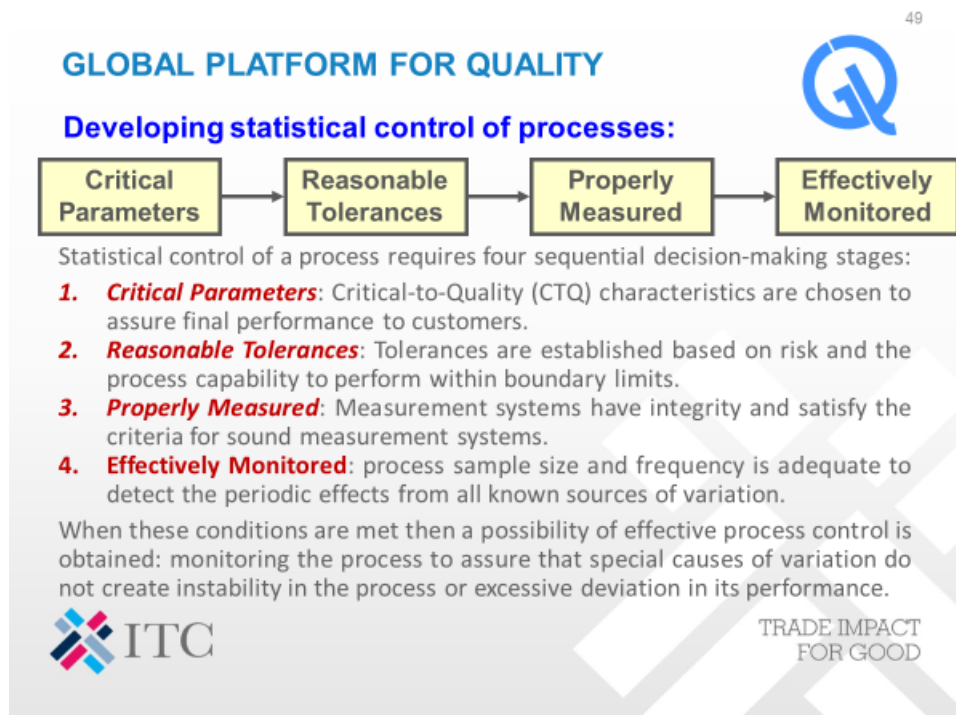 49
GLOBAL PLATFORM FOR QUALITY
Developing statistical control of processes:
Critical Parameters
Reasonable Tolerances
Properly Measured
Effectively Monitored
Statistical control of a process requires four sequential decision-making stages:
1. Critical Parameters: Critical-to-Quality (CTQ) characteristics are chosen to
assure final performance to customers.
2. Reasonable Tolerances: Tolerances are established based on risk and the
process capability to perform within boundary limits.
3. Properly Measured: Measurement systems have integrity and satisfy the
criteria for sound measurement systems.
4. Effectively Monitored: process sample size and frequency is adequate to
detect the periodic effects from all known sources of variation.
When these conditions are met then a possibility of effective process control is
obtained: monitoring the process to assure that special causes of variation do
not create instability in the process or excessive deviation in its performance.
ITC
TRADE IMPACT
FOR GOOD